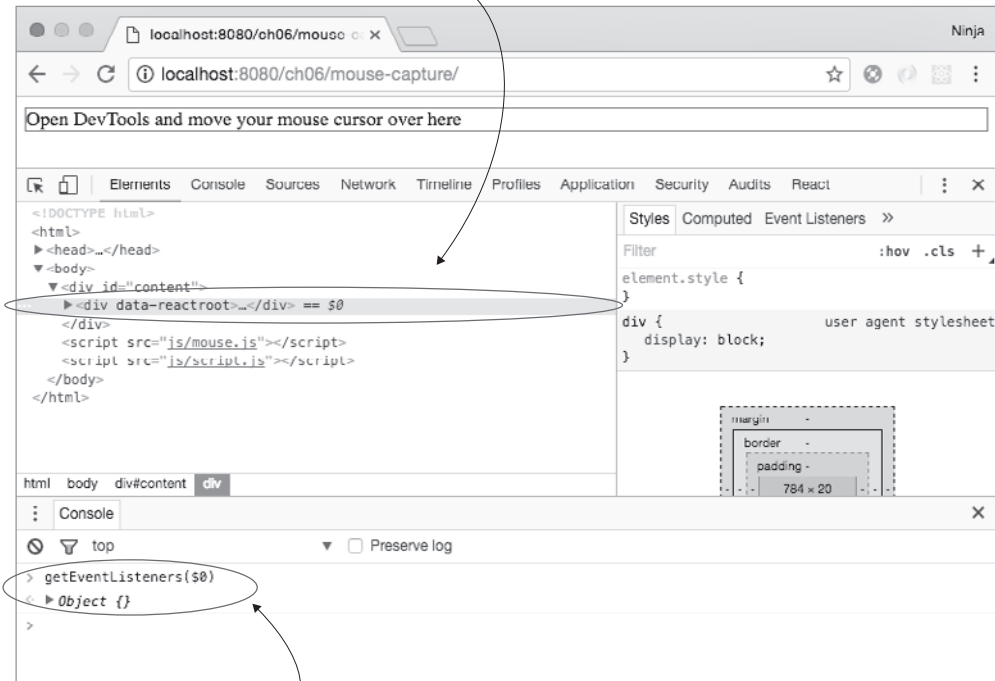 localhost:8080/ch06/mouse c
Ninja
localhost:8080/ch06/mouse-capture/
Open DevTools and move your mouse cursor over here
Elements Console Sources Network Timeline Profiles Application Security Audits React
<!DOCTYPE html>
<html>
▶<head>…</head>
▼<body>
▼<div id="content">
▶<div data-reactroot>…</div> == $0
</div>
<script src="js/mouse.js"></script>
<script src="js/script.js"></script>
</body>
</html>
html body div#content div
Styles Computed Event Listeners »
Filter :hov .cls +
element.style {
}
div { user agent stylesheet
display: block;
}
margin -
border -
padding -
- - - 784 × 20 - - -
Console
top ▼ Preserve log
> getEventListeners($0)
< ▶ Object {}
>